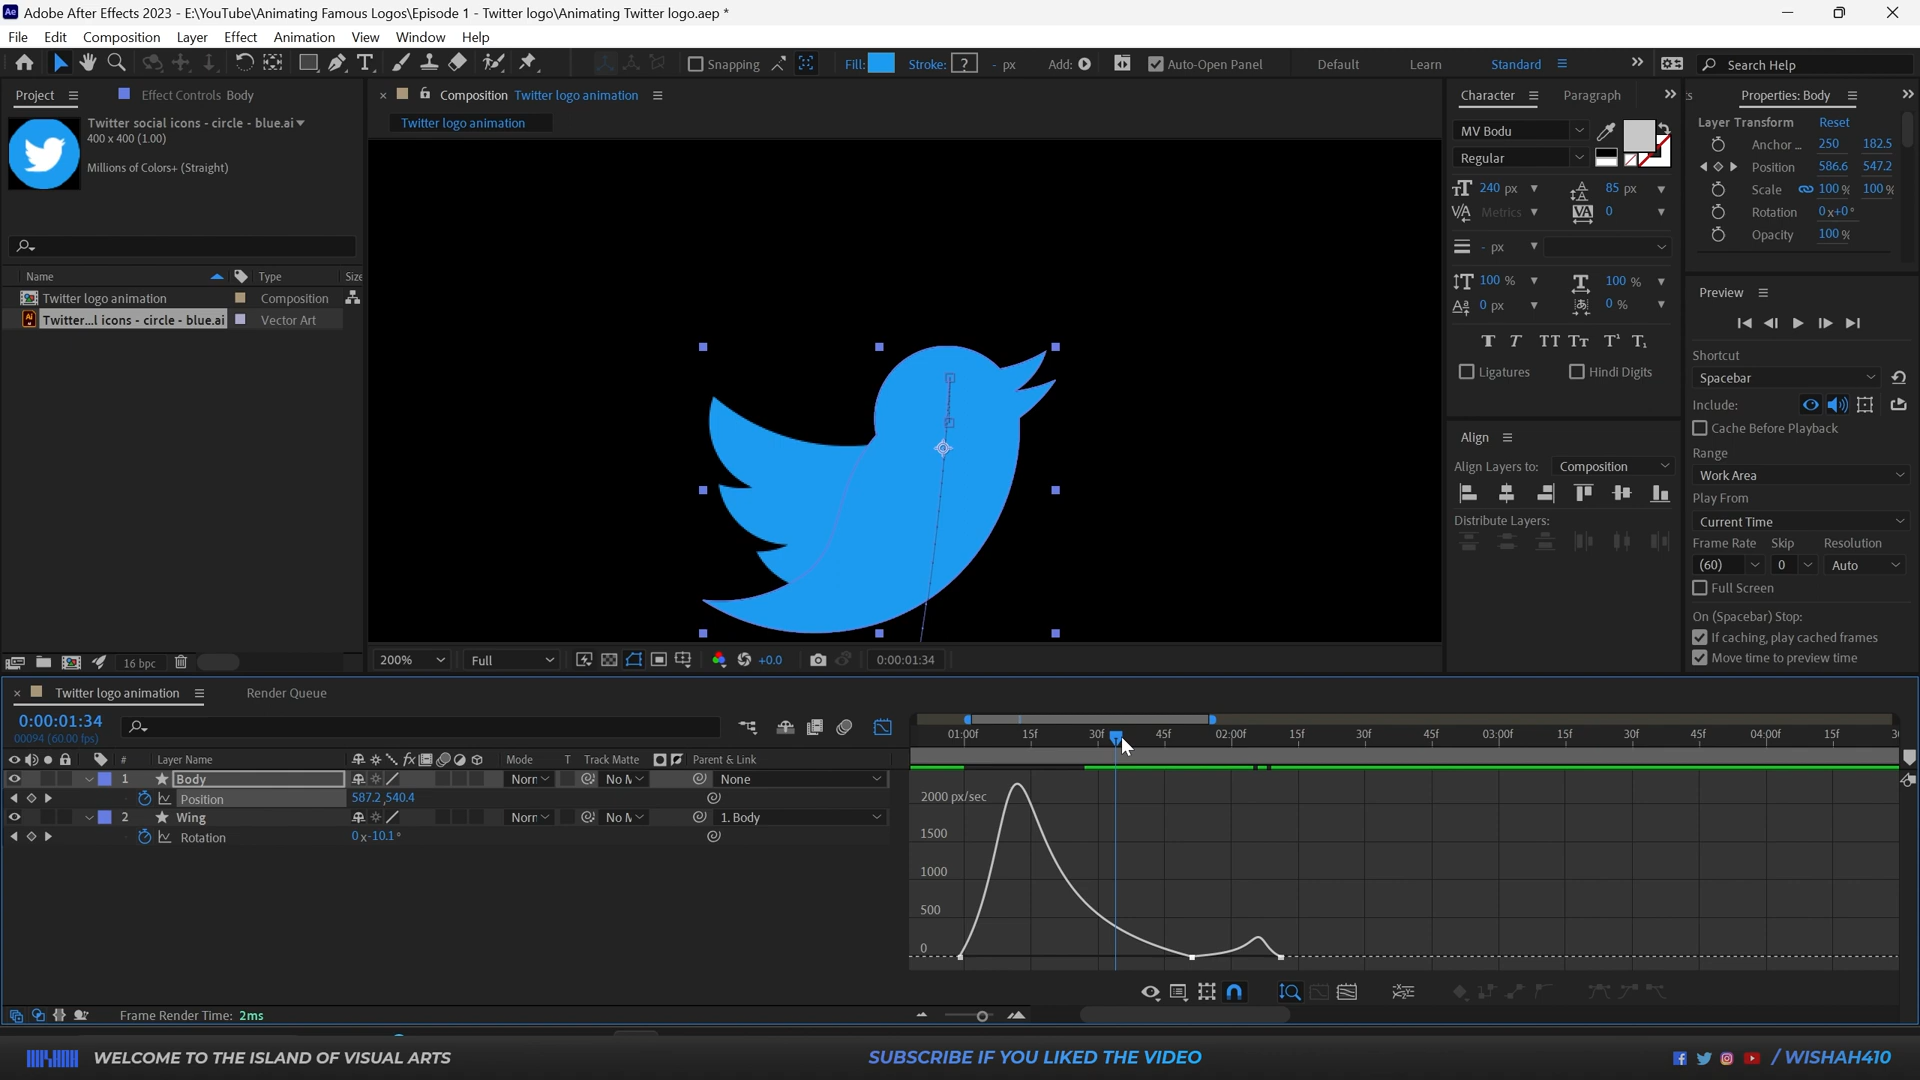 Adobe After Effects 2023 - E:\YouTube\Animating Famous Logos\Episode 1 - Twitter logo\Animating Twitter logo.aep *
File Edit Composition Layer Effect Animation View Window Help
Snapping Fill: Stroke: ? - px Add: Auto-Open Panel Default Learn Standard Search Help
Project Effect Controls Body
Twitter social icons - circle - blue.ai
400 x 400 (1.00)
Millions of Colors+ (Straight)
Name Type Size
Twitter logo animation Composition
Twitter...l icons - circle - blue.ai Vector Art
16 bpc
Composition Twitter logo animation
Twitter logo animation
200% Full +0.0 0:00:01:34
Character Paragraph
MV Bodu
Regular
240 px 85 px
Metrics 0
- px
100 % 100 %
0 px 0 %
T T TT Tt T¹ T₁
Ligatures Hindi Digits
Align
Align Layers to: Composition
Distribute Layers:
Properties: Body
Layer Transform Reset
Anchor ... 250 182.5
Position 586.6 547.2
Scale 100 % 100 %
Rotation 0x+0°
Opacity 100 %
Preview
Shortcut
Spacebar
Include:
Cache Before Playback
Range
Work Area
Play From
Current Time
Frame Rate Skip Resolution
(60) 0 Auto
Full Screen
On (Spacebar) Stop:
If caching, play cached frames
Move time to preview time
Twitter logo animation Render Queue
0:00:01:34
00094 (60.00 fps)
# Layer Name Mode T Track Matte Parent & Link
1 Body Norm No M None
Position 587.2,540.4
2 Wing Norm No M 1. Body
Rotation 0x-10.1°
01:00f 15f 30f 45f 02:00f 15f 30f 45f 03:00f 15f 30f 45f 04:00f 15f
2000 px/sec
1500
1000
500
0
Frame Render Time: 2ms
WELCOME TO THE ISLAND OF VISUAL ARTS SUBSCRIBE IF YOU LIKED THE VIDEO / WISHAH410